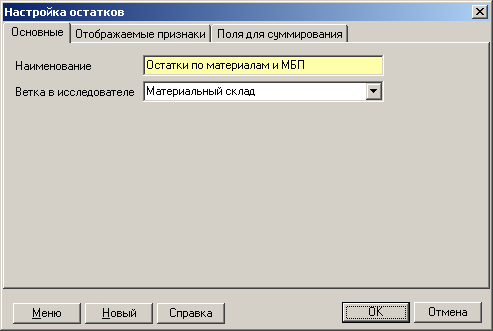 Настройка остатков
Основные Отображаемые признаки Поля для суммирования
Наименование Остатки по материалам и МБП
Ветка в исследователе Материальный склад
Меню Новый Справка OK Отмена